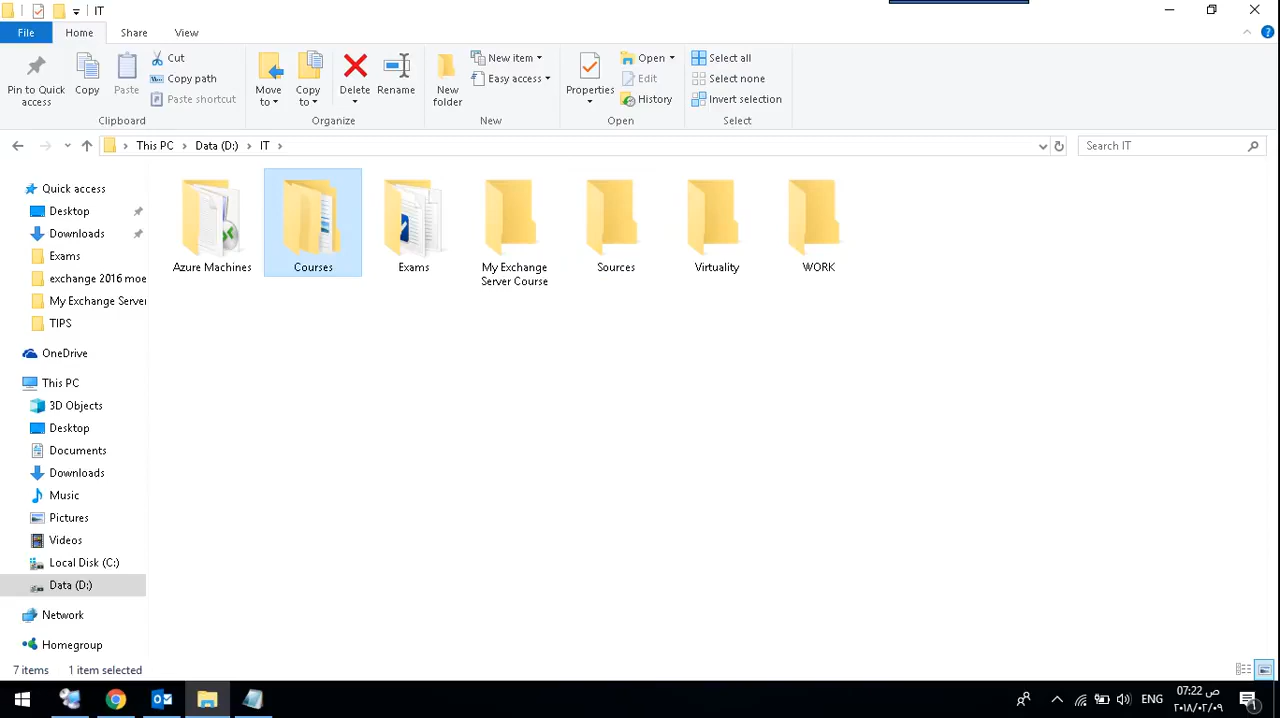 IT
File
Home
Share
View
Pin to Quick
access
Copy
Paste
Cut
Copy path
Paste shortcut
Clipboard
Move
to
Copy
to
Delete
Rename
Organize
New
folder
New item
Easy access
New
Properties
Open
Edit
History
Open
Select all
Select none
Invert selection
Select
This PC
Data (D:)
IT
Search IT
Quick access
Desktop
Downloads
Exams
exchange 2016 moe
My Exchange Server
TIPS
OneDrive
This PC
3D Objects
Desktop
Documents
Downloads
Music
Pictures
Videos
Local Disk (C:)
Data (D:)
Network
Homegroup
Azure Machines
Courses
Exams
My Exchange
Server Course
Sources
Virtuality
WORK
7 items
1 item selected
ENG
07:22 ص
٢٠١٨/٠٢/٠٩
1